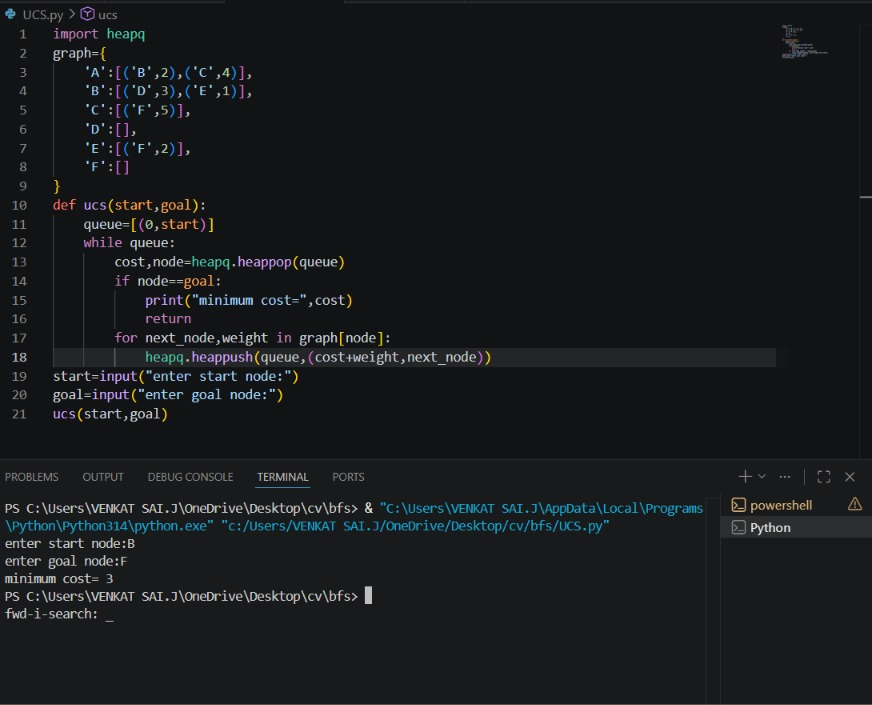 UCS.py > ucs
1 import heapq
2 graph={
3     'A':[('B',2),('C',4)],
4     'B':[('D',3),('E',1)],
5     'C':[('F',5)],
6     'D':[],
7     'E':[('F',2)],
8     'F':[]
9 }
10 def ucs(start,goal):
11     queue=[(0,start)]
12     while queue:
13         cost,node=heapq.heappop(queue)
14         if node==goal:
15             print("minimum cost=",cost)
16             return
17         for next_node,weight in graph[node]:
18             heapq.heappush(queue,(cost+weight,next_node))
19 start=input("enter start node:")
20 goal=input("enter goal node:")
21 ucs(start,goal)
PROBLEMS OUTPUT DEBUG CONSOLE TERMINAL PORTS
PS C:\Users\VENKAT SAI.J\OneDrive\Desktop\cv\bfs> & "C:\Users\VENKAT SAI.J\AppData\Local\Programs
\Python\Python314\python.exe" "c:/Users/VENKAT SAI.J/OneDrive/Desktop/cv/bfs/UCS.py"
enter start node:B
enter goal node:F
minimum cost= 3
PS C:\Users\VENKAT SAI.J\OneDrive\Desktop\cv\bfs>
fwd-i-search: _
powershell
Python